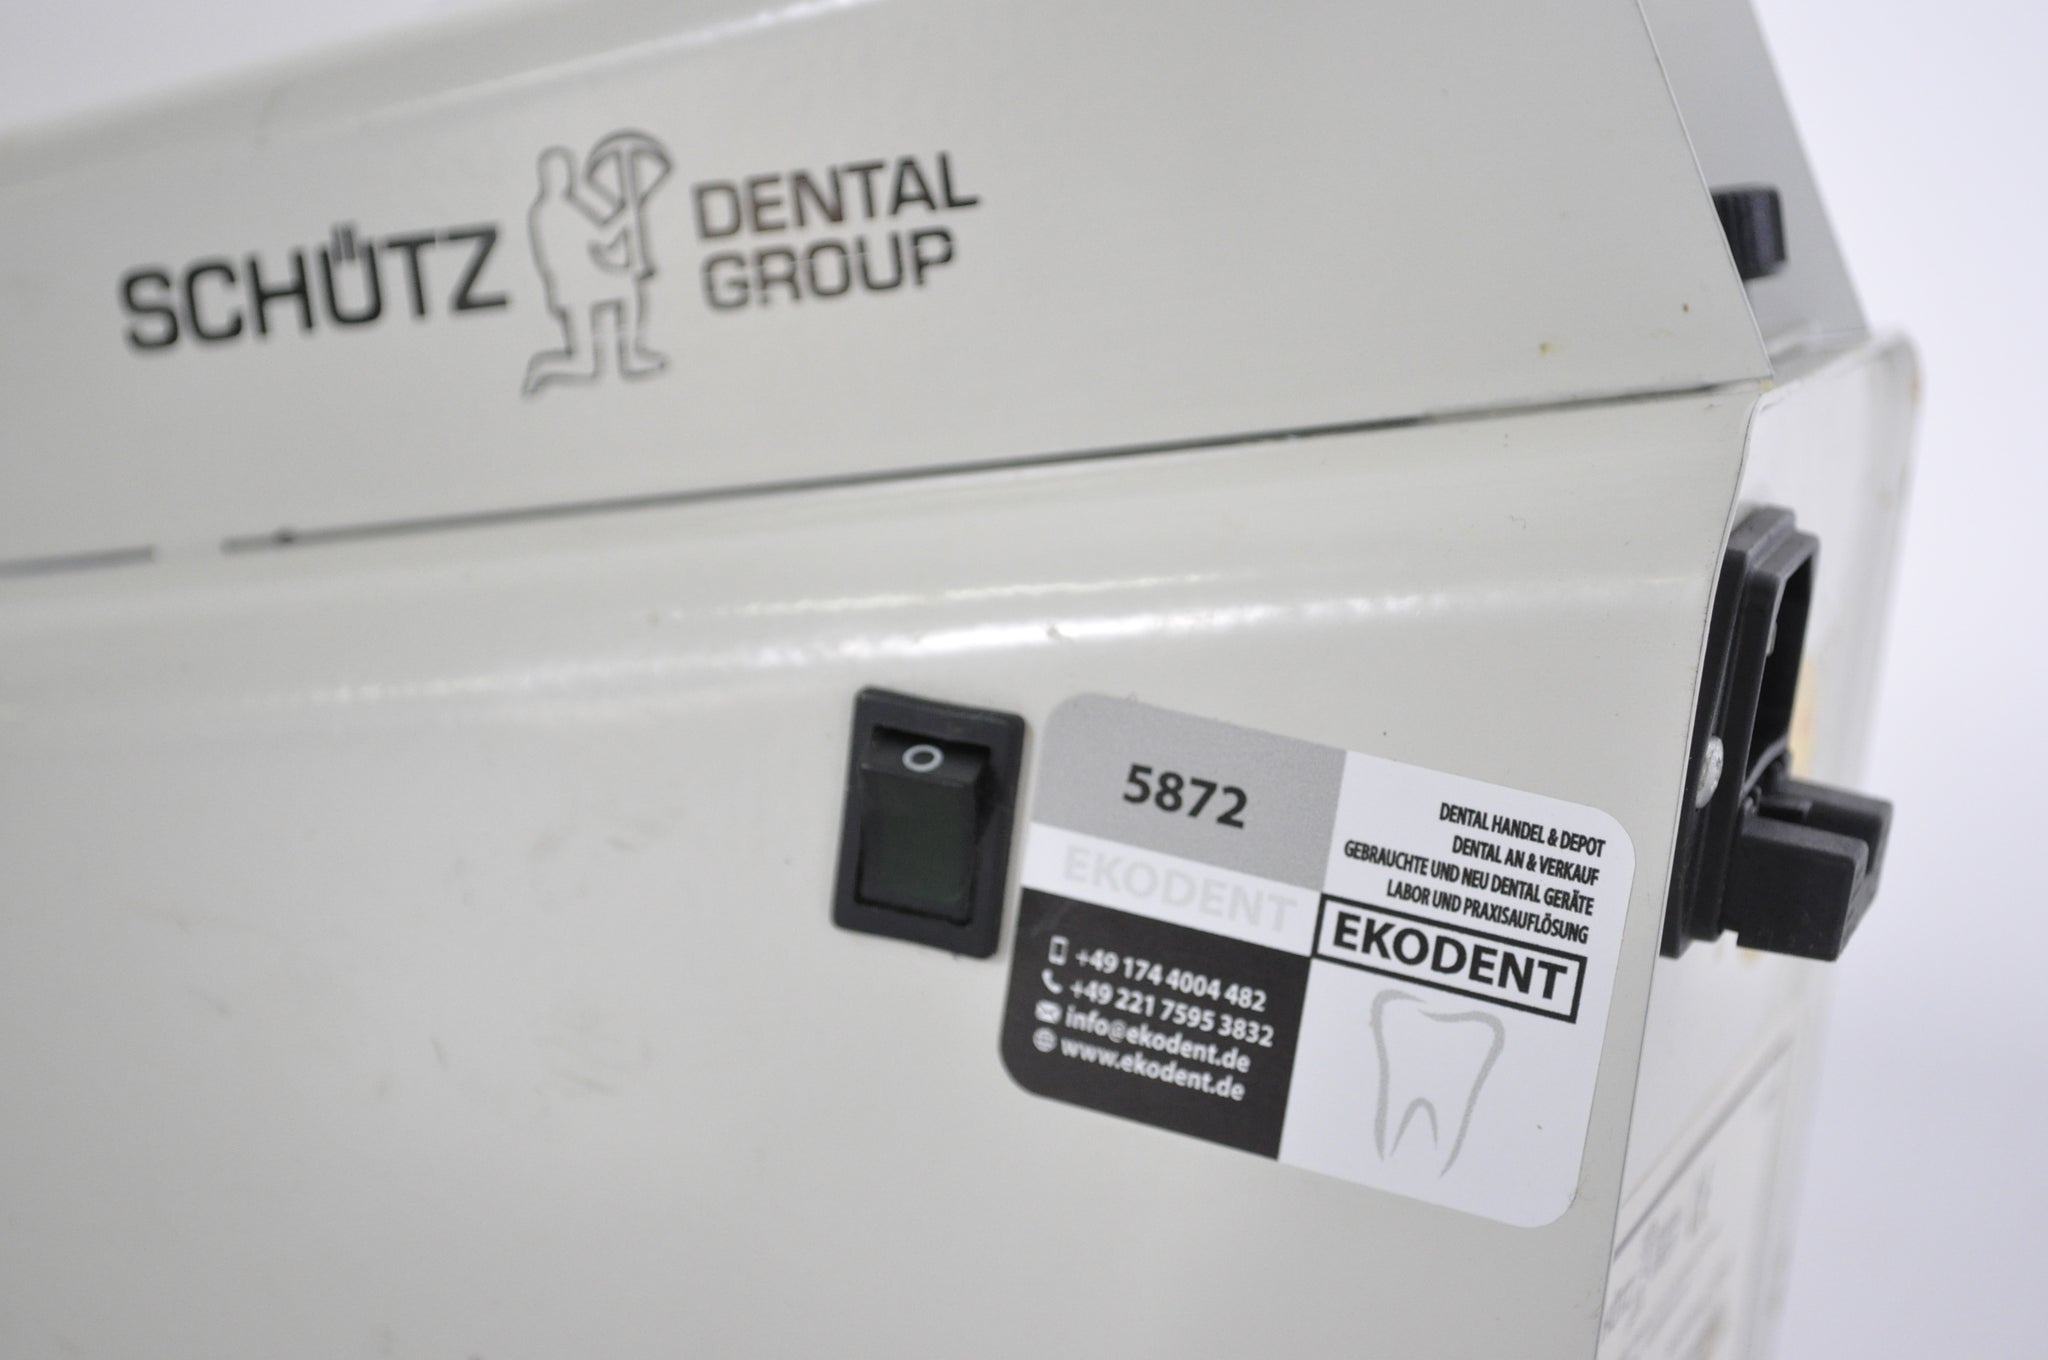 SCHÜTZ
DENTAL
GROUP
5872
EKODENT
+49 174 4004 482
+49 221 7595 3832
info@ekodent.de
www.ekodent.de
DENTAL HANDEL & DEPOT
DENTAL AN & VERKAUF
GEBRAUCHTE UND NEU DENTAL GERÄTE
LABOR UND PRAXISAUFLÖSUNG
EKODENT